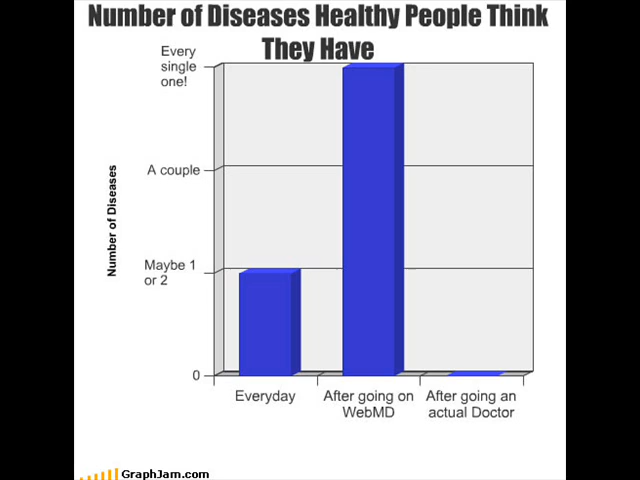 Number of Diseases Healthy People Think
They Have
Every
single
one!
A couple
Number of Diseases
Maybe 1
or 2
0
Everyday
After going on
WebMD
After going an
actual Doctor
GraphJam.com